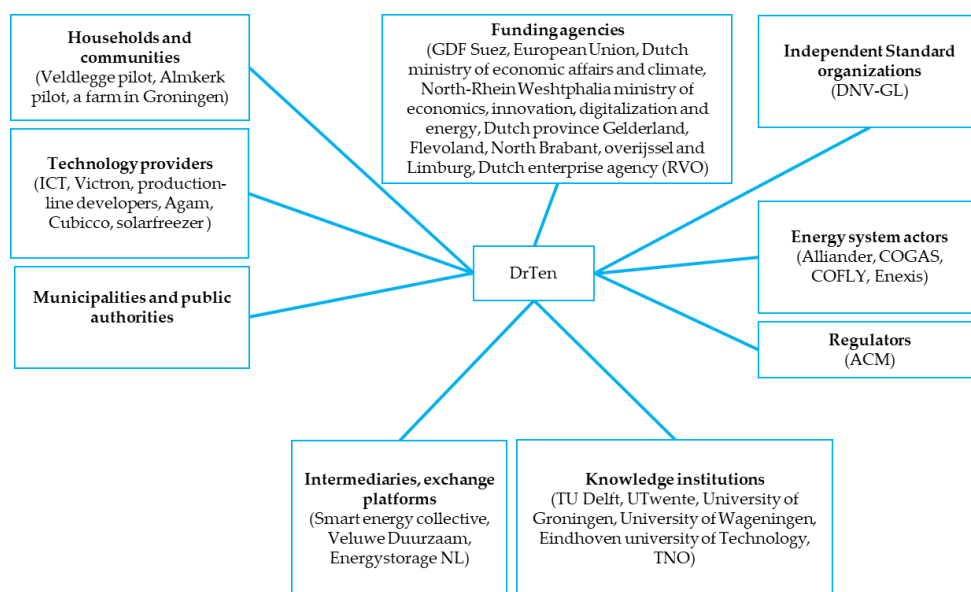 Households and
communities
(Veldlegge pilot, Almkerk
pilot, a farm in Groningen)
Funding agencies
(GDF Suez, European Union, Dutch
ministry of economic affairs and climate,
North-Rhein Weshtphalia ministry of
economics, innovation, digitalization and
energy, Dutch province Gelderland,
Flevoland, North Brabant, overijssel and
Limburg, Dutch enterprise agency (RVO)
Independent Standard
organizations
(DNV-GL)
Technology providers
(ICT, Victron, production-
line developers, Agam,
Cubicco, solarfreezer)
Energy system actors
(Alliander, COGAS,
COFLY, Enexis)
DrTen
Municipalities and public
authorities
Regulators
(ACM)
Intermediaries, exchange
platforms
(Smart energy collective,
Veluwe Duurzaam,
Energystorage NL)
Knowledge institutions
(TU Delft, UTwente, University of
Groningen, University of Wageningen,
Eindhoven university of Technology,
TNO)